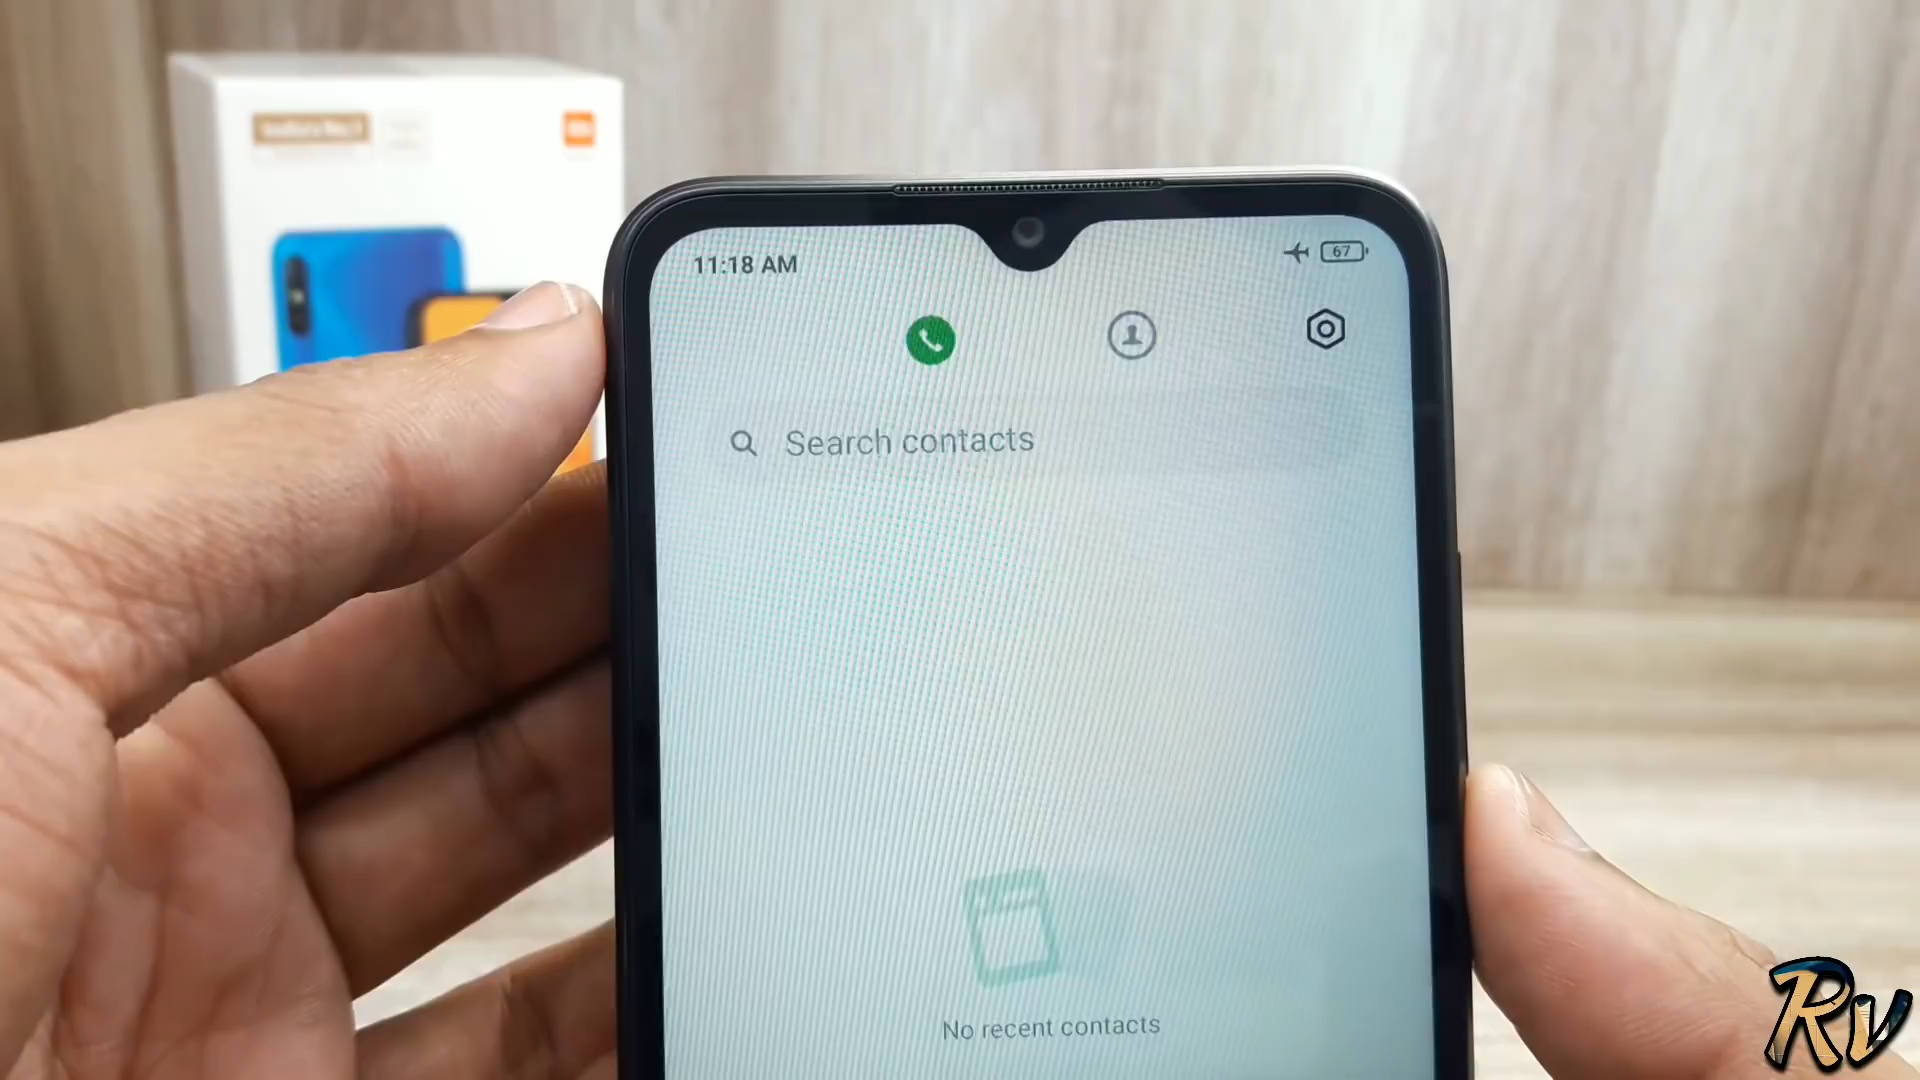 11:18 AM
67
Search contacts
No recent contacts
Rv